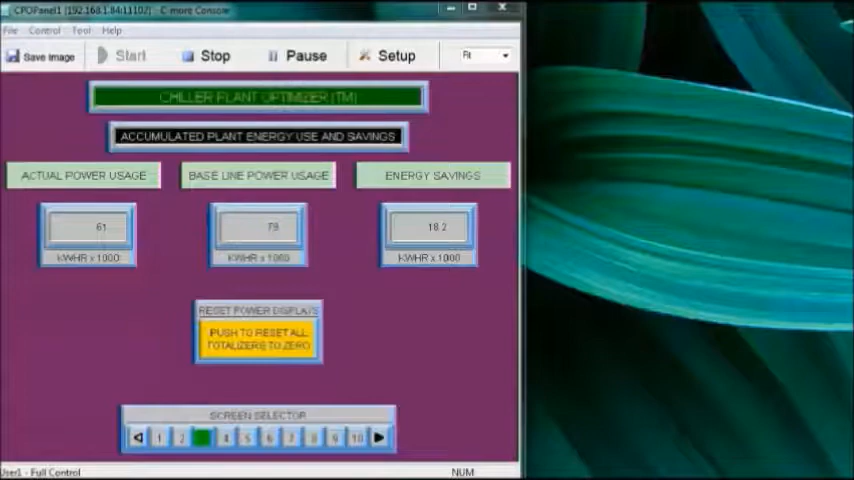 CPOPanel1 (192.168.1.84:11102) - C-more Console
File Control Tool Help
Save Image Start Stop Pause Setup Fit
CHILLER PLANT OPTIMIZER (TM)
ACCUMULATED PLANT ENERGY USE AND SAVINGS
ACTUAL POWER USAGE BASE LINE POWER USAGE ENERGY SAVINGS
61 79 18.2
KWHR x 1000 KWHR x 1000 KWHR x 1000
RESET POWER DISPLAYS
PUSH TO RESET ALL
TOTALIZERS TO ZERO
SCREEN SELECTOR
1 2 4 5 6 7 8 9 10
User1 - Full Control NUM